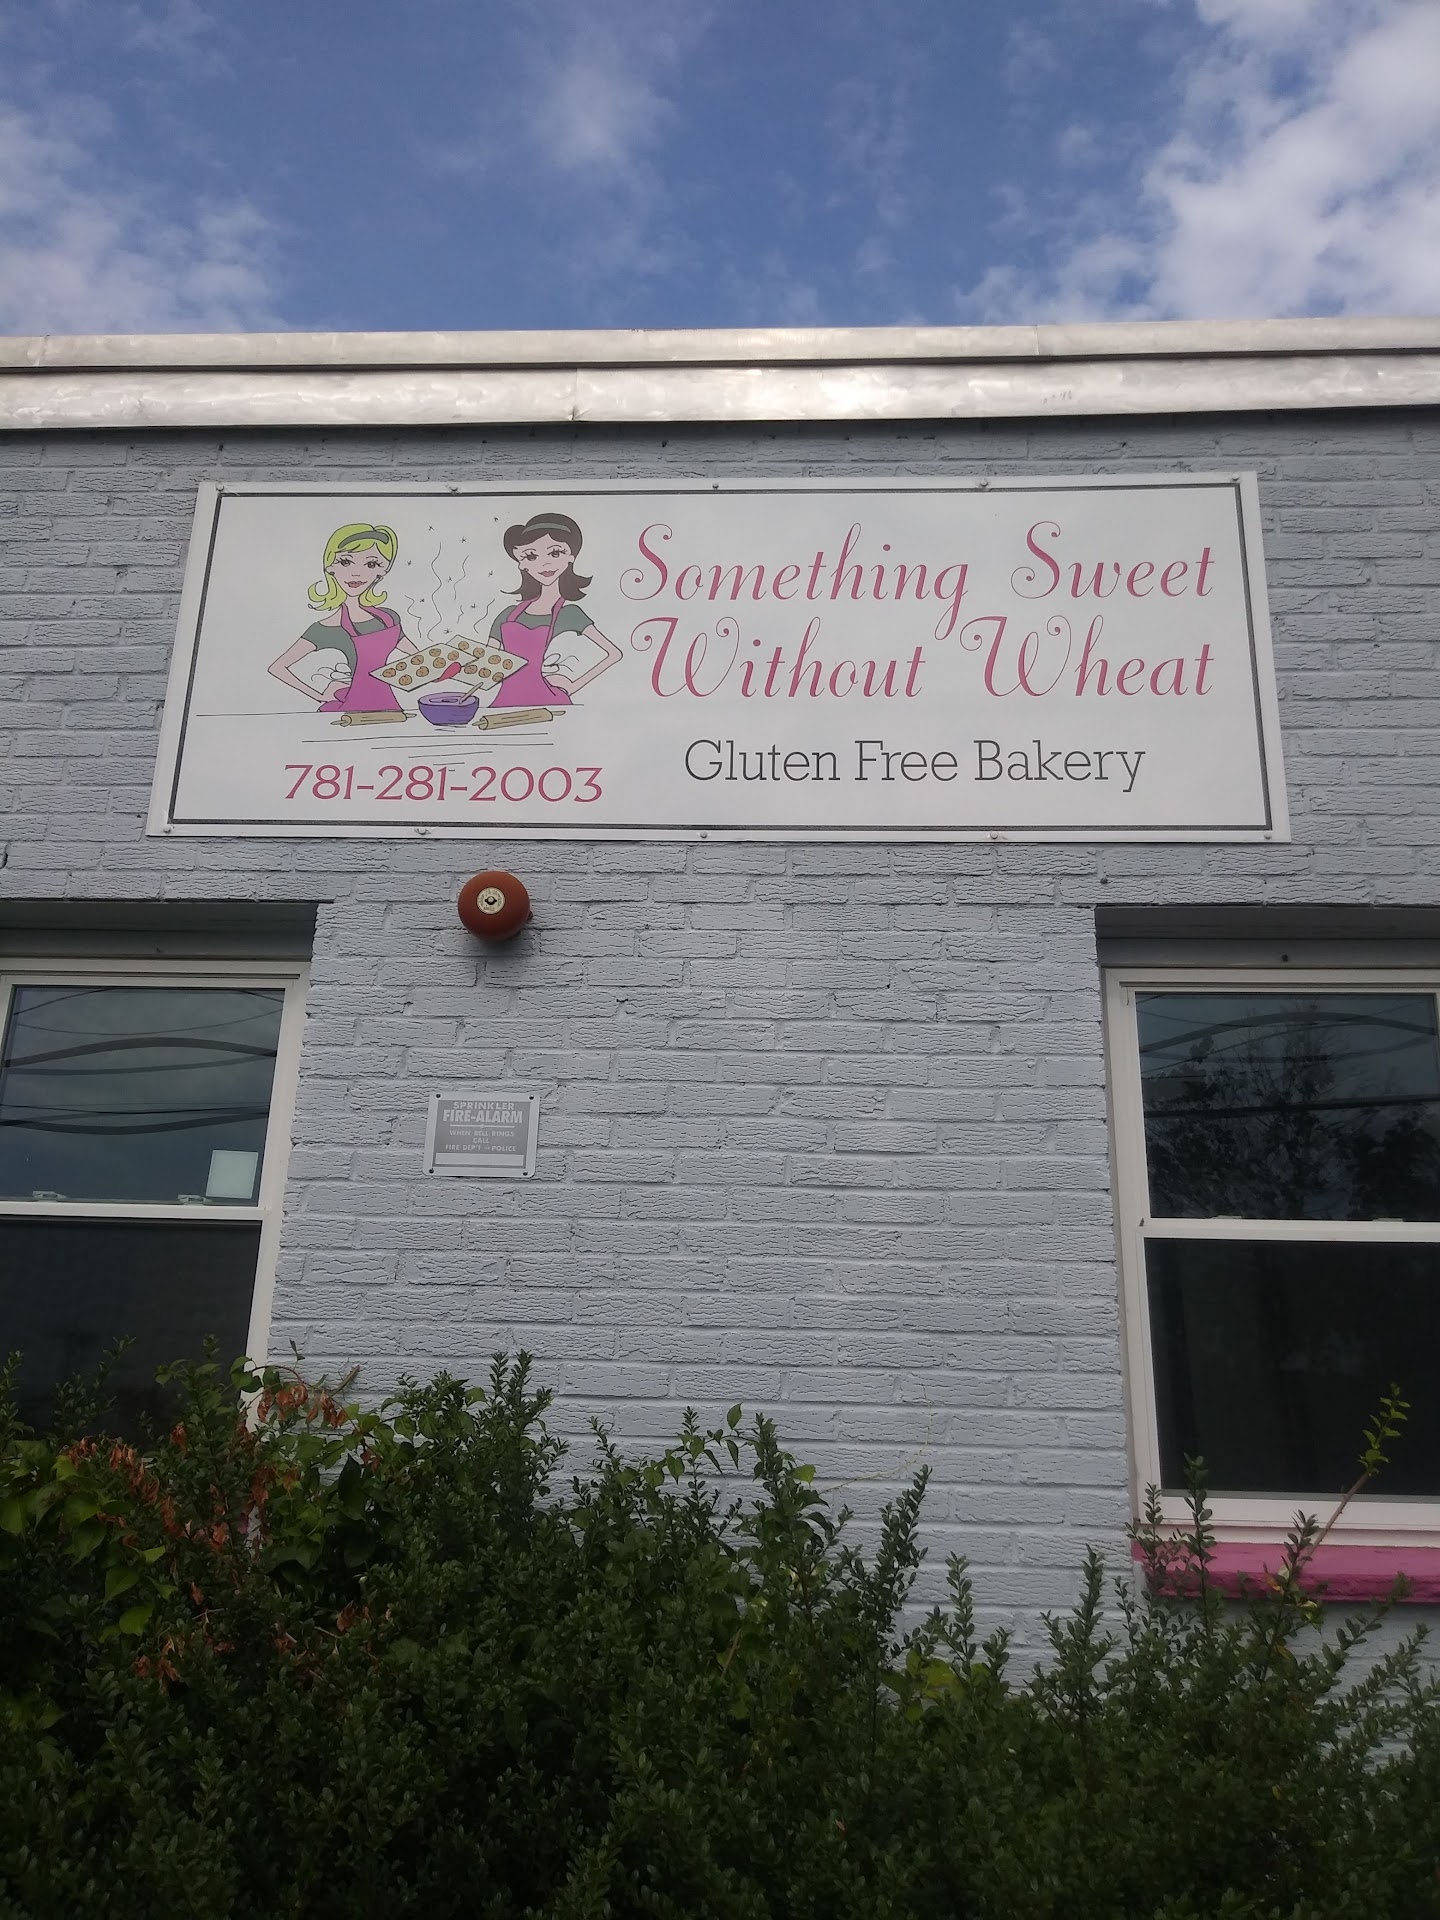 Something Sweet
Without Wheat
Gluten Free Bakery
781-281-2003
SPRINKLER
FIRE-ALARM
WHEN BELL RINGS
CALL
FIRE DEP'T OR POLICE